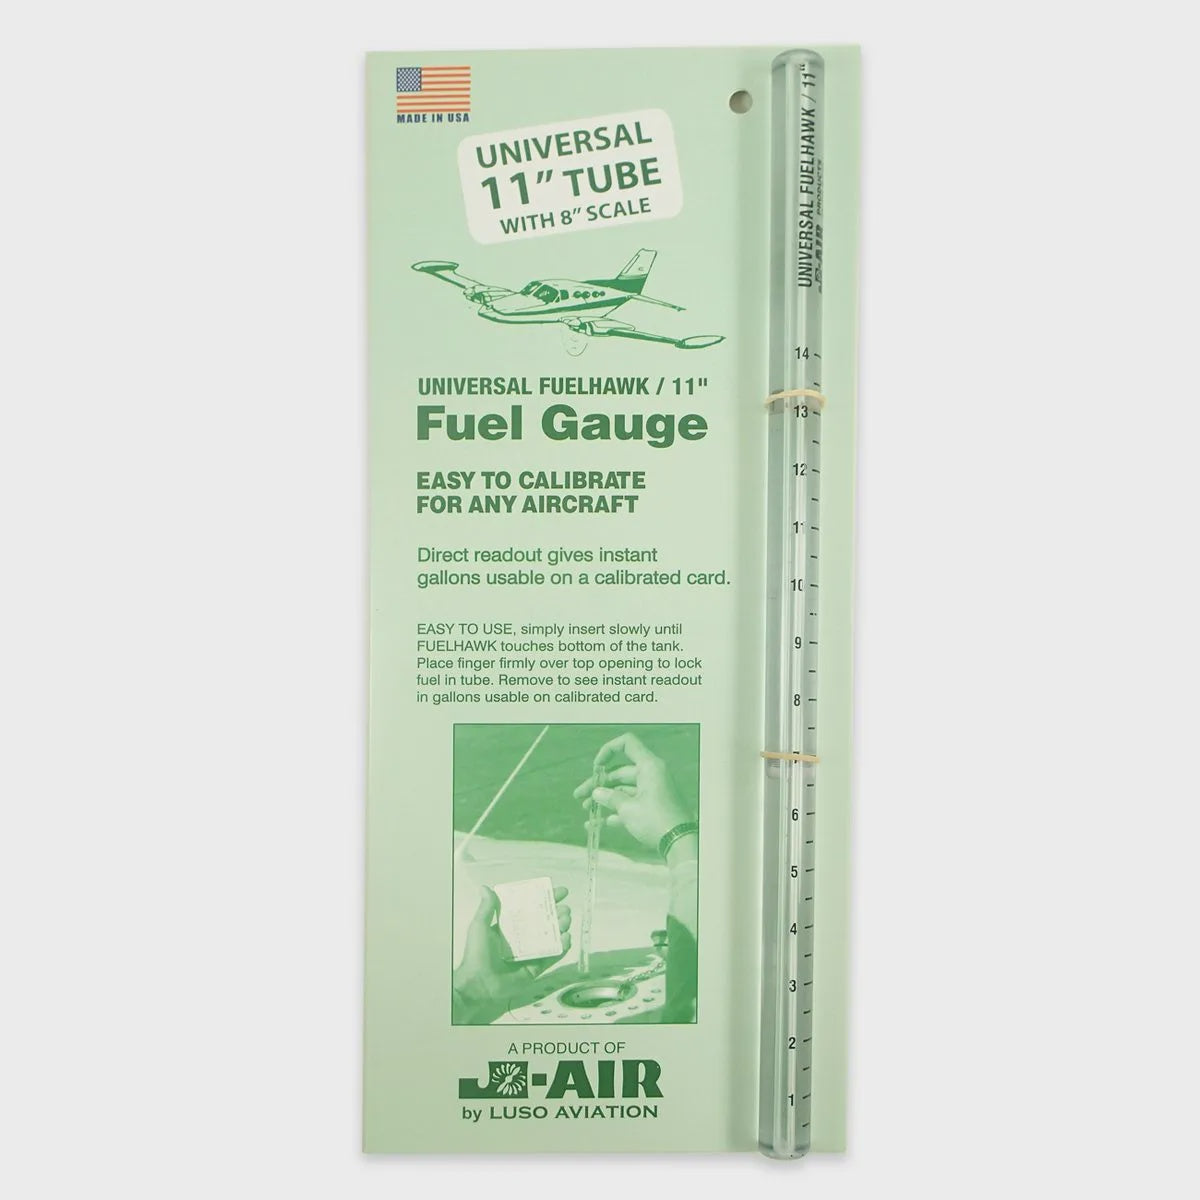 MADE IN USA
UNIVERSAL
11” TUBE
WITH 8” SCALE
UNIVERSAL FUELHAWK / 11"
Fuel Gauge
EASY TO CALIBRATE
FOR ANY AIRCRAFT
Direct readout gives instant
gallons usable on a calibrated card.
EASY TO USE, simply insert slowly until
FUELHAWK touches bottom of the tank.
Place finger firmly over top opening to lock
fuel in tube. Remove to see instant readout
in gallons usable on calibrated card.
A PRODUCT OF
J-AIR
by LUSO AVIATION
UNIVERSAL FUELHAWK / 11"
J-AIR PRODUCTS
14
13
12
11
10
9
8
7
6
5
4
3
2
1